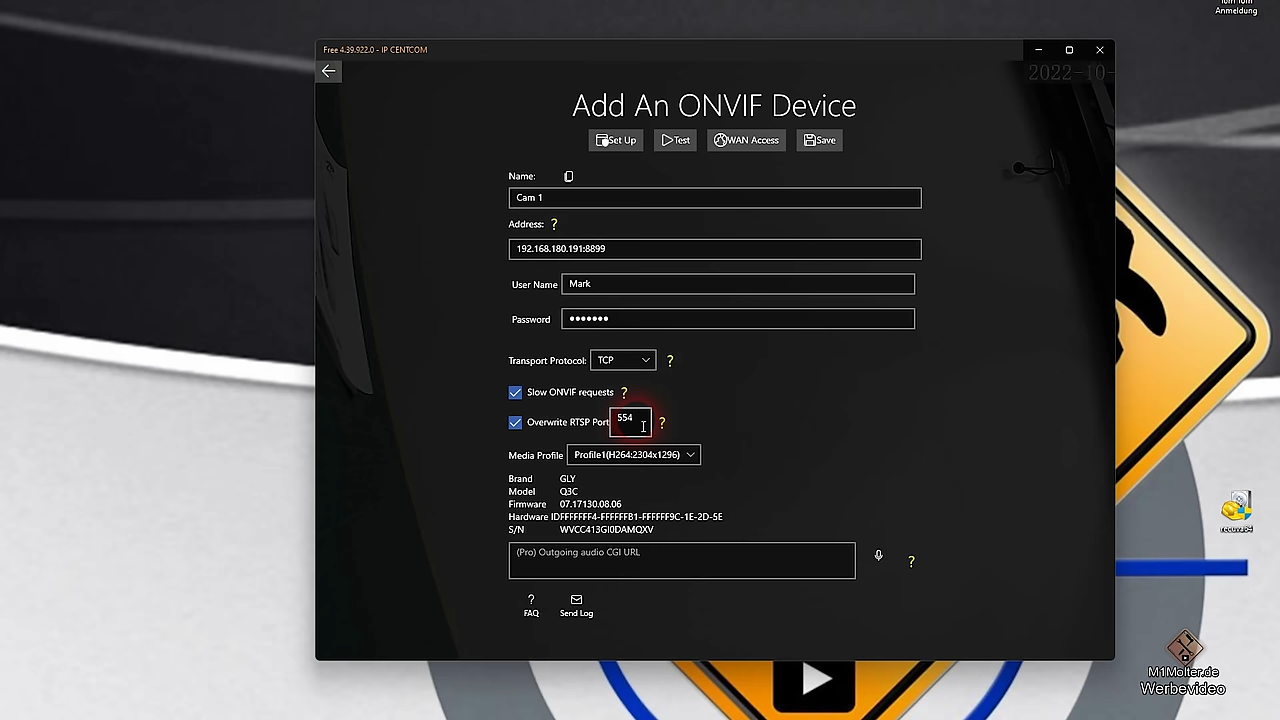 Anmeldung
Free 4.39.922.0 - IP CENTCOM
2022-10-
Add An ONVIF Device
Set Up Test WAN Access Save
Name:
Cam 1
Address: ?
192.168.180.191:8899
User Name Mark
Password •••••••
Transport Protocol: TCP ?
Slow ONVIF requests ?
Overwrite RTSP Port 554 ?
Media Profile Profile1(H264:2304x1296)
Brand GLY
Model Q3C
Firmware 07.17130.08.06
Hardware IDFFFFFFF4-FFFFFFB1-FFFFFF9C-1E-2D-5E
S/N WVCC413GI0DAMQXV
(Pro) Outgoing audio CGI URL
?
?
FAQ Send Log
M1Molter.de
Werbevideo